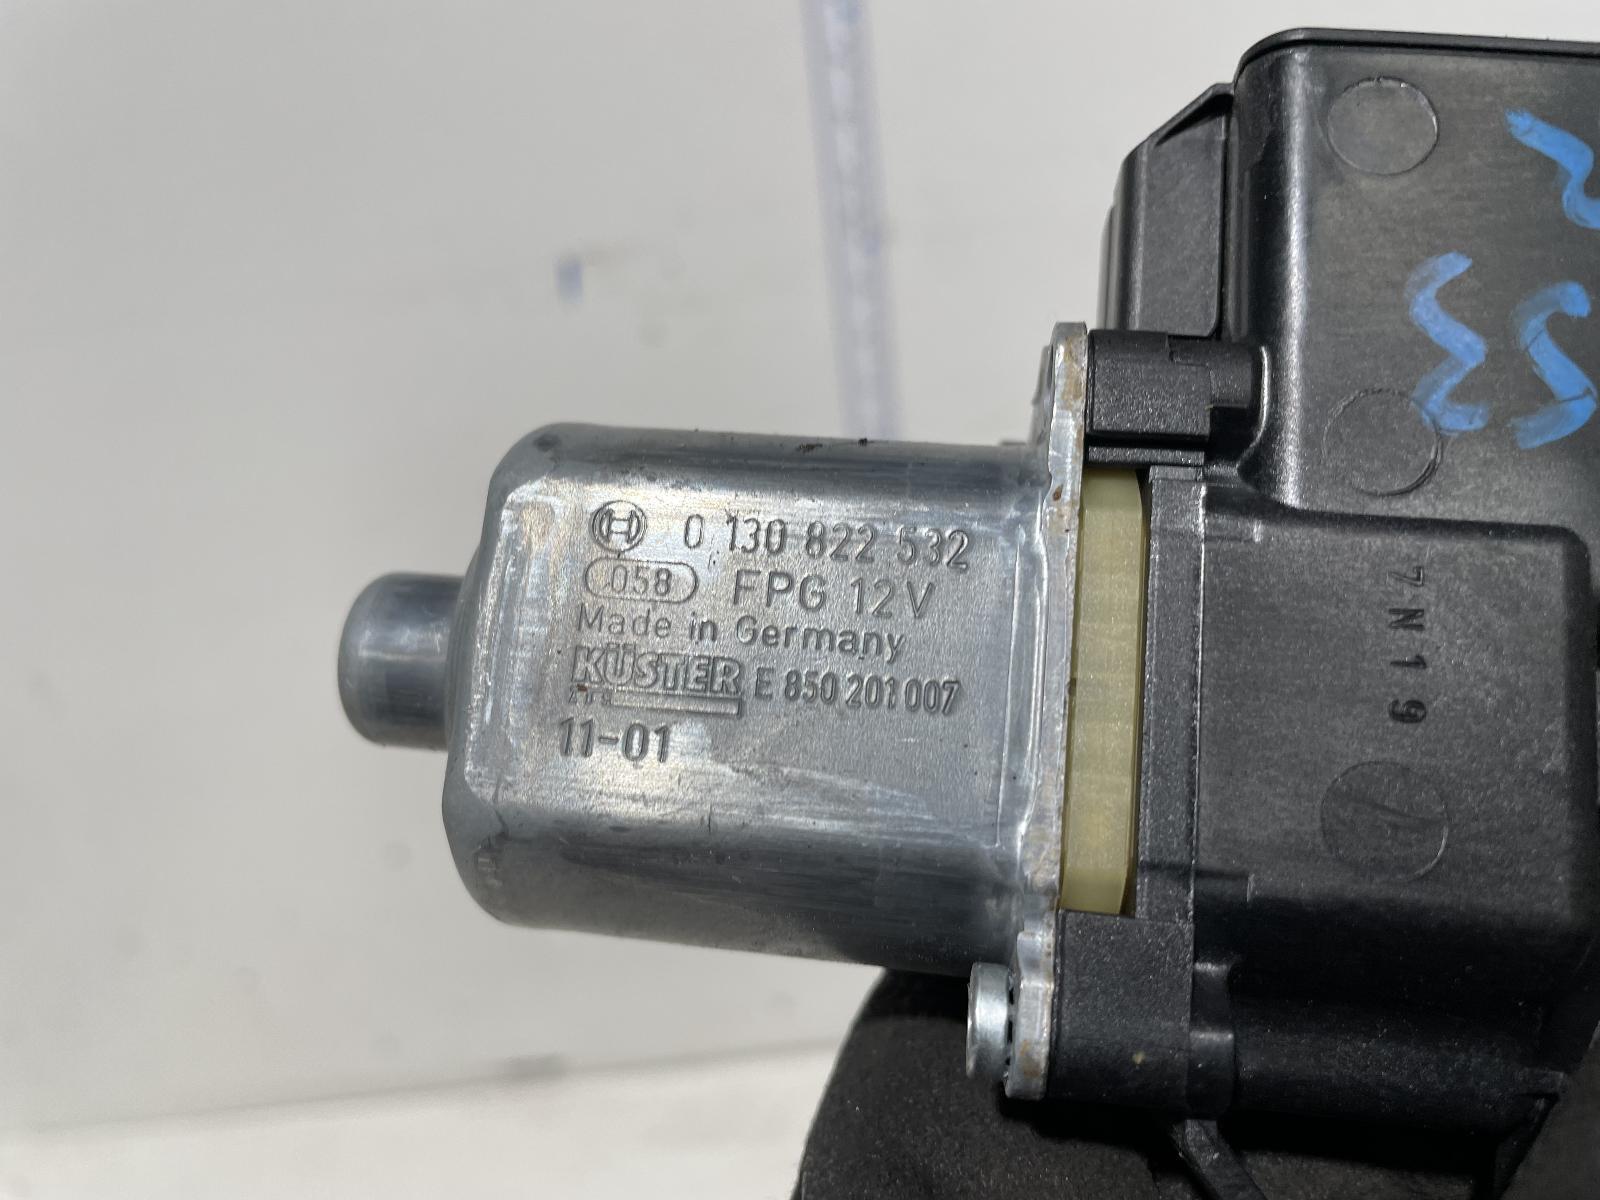 0 130 822 532
058 FPG 12V
Made in Germany
KÜSTER E 850 201 007
11-01
7N19